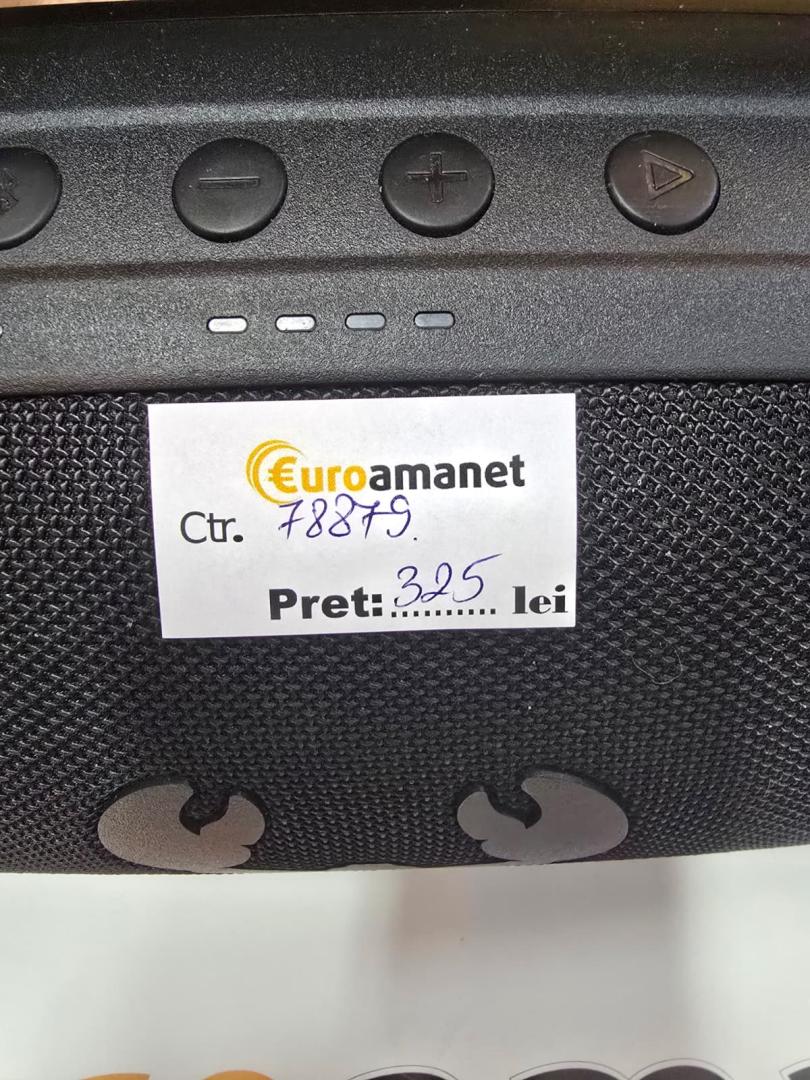 €uroamanet
Ctr. 78879.
Pret: 325 lei